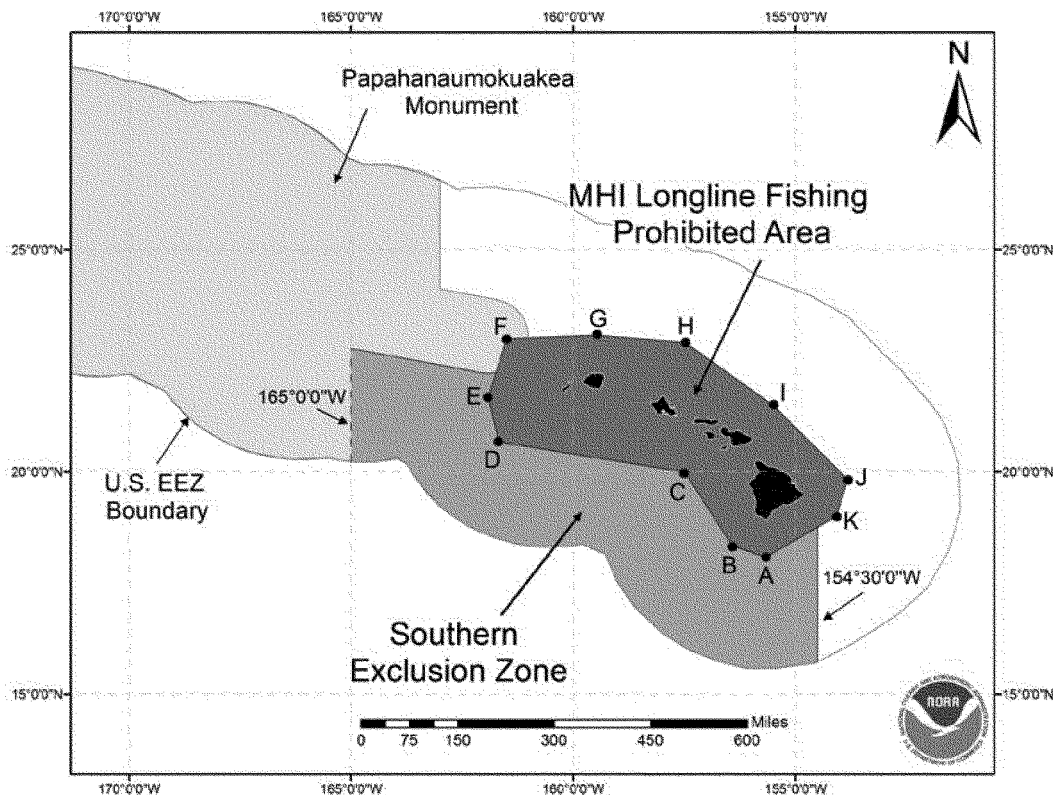 170°0'0"W 165°0'0"W 160°0'0"W 155°0'0"W
N
Papahanaumokuakea
Monument
MHI Longline Fishing
Prohibited Area
25°0'0"N 25°0'0"N
F G H
E I
165°0'0"W
D
20°0'0"N 20°0'0"N
C J
U.S. EEZ
Boundary
K
B A
154°30'0"W
Southern
Exclusion Zone
15°0'0"N 15°0'0"N
NOAA
Miles
0 75 150 300 450 600
170°0'0"W 165°0'0"W 160°0'0"W 155°0'0"W